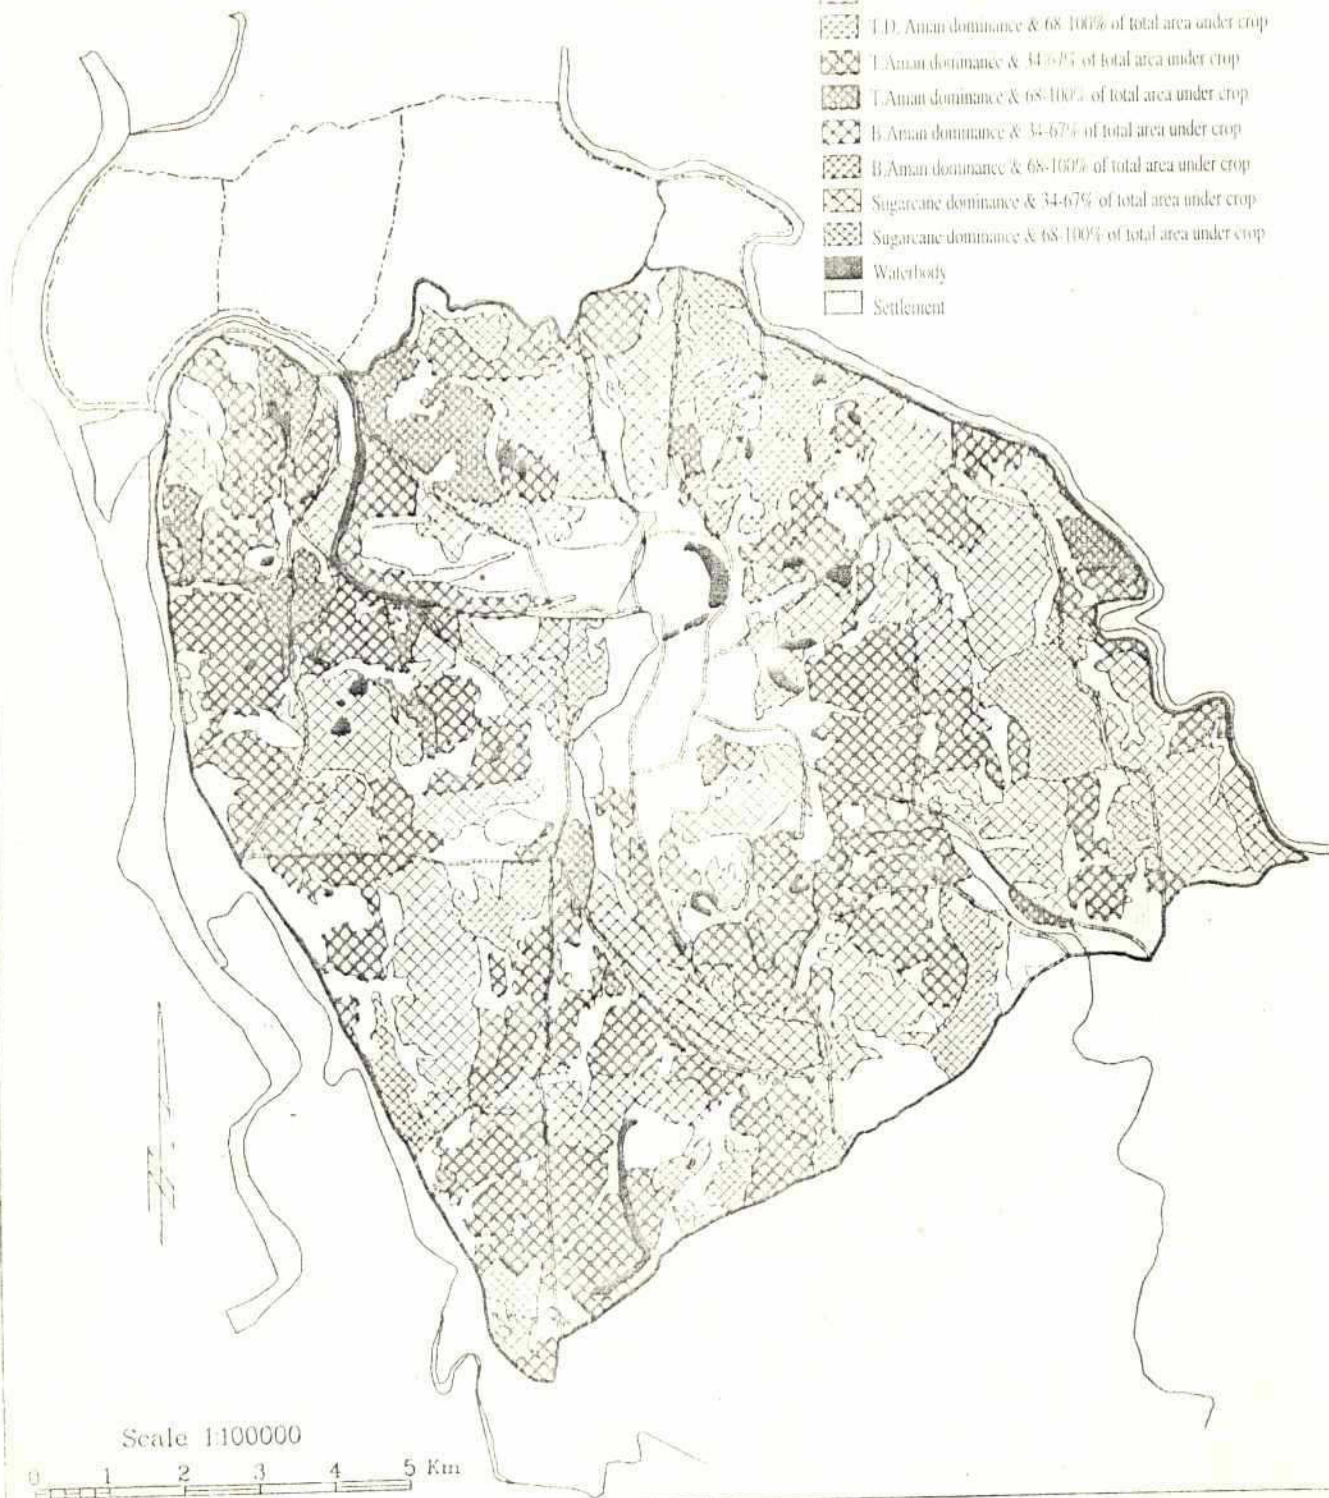 T.D. Aman dominance & 68-100% of total area under crop
T.Aman dominance & 34-67% of total area under crop
T.Aman dominance & 68-100% of total area under crop
B.Aman dominance & 34-67% of total area under crop
B.Aman dominance & 68-100% of total area under crop
Sugarcane dominance & 34-67% of total area under crop
Sugarcane dominance & 68-100% of total area under crop
Waterbody
Settlement
Scale 1:100000
0 1 2 3 4 5 Km